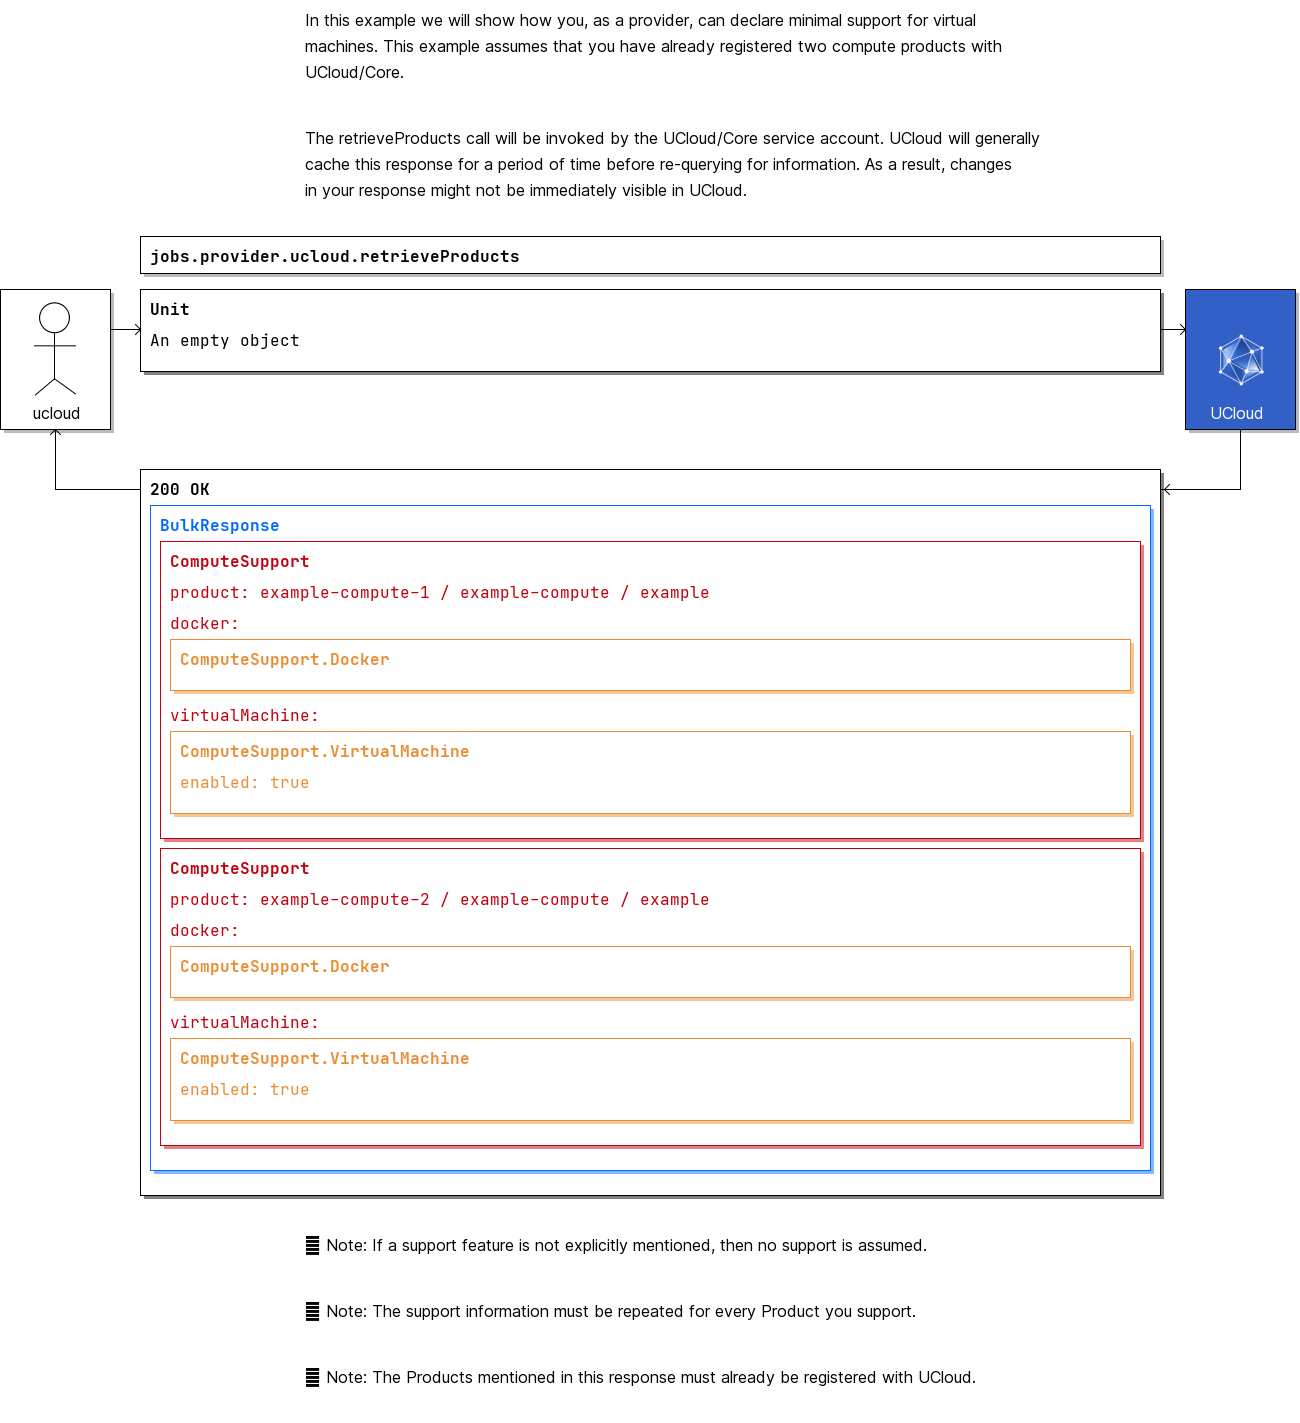 In this example we will show how you, as a provider, can declare minimal support for virtual
machines. This example assumes that you have already registered two compute products with
UCloud/Core.
The retrieveProducts call will be invoked by the UCloud/Core service account. UCloud will generally
cache this response for a period of time before re-querying for information. As a result, changes
in your response might not be immediately visible in UCloud.
jobs.provider.ucloud.retrieveProducts
Unit
An empty object
ucloud
UCloud
200 OK
BulkResponse
ComputeSupport
product: example-compute-1 / example-compute / example
docker:
ComputeSupport.Docker
virtualMachine:
ComputeSupport.VirtualMachine
enabled: true
ComputeSupport
product: example-compute-2 / example-compute / example
docker:
ComputeSupport.Docker
virtualMachine:
ComputeSupport.VirtualMachine
enabled: true
Note: If a support feature is not explicitly mentioned, then no support is assumed.
Note: The support information must be repeated for every Product you support.
Note: The Products mentioned in this response must already be registered with UCloud.